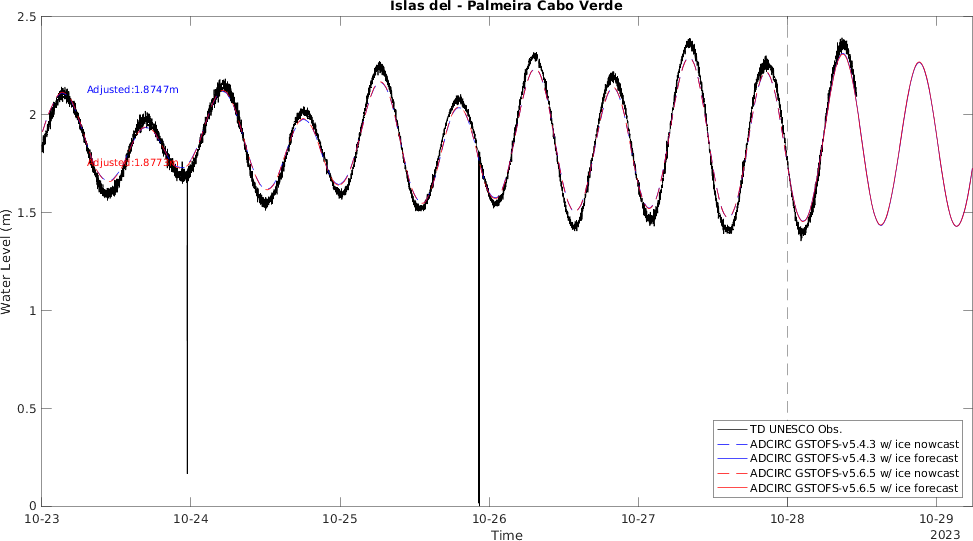 Islas del - Palmeira Cabo Verde
2.5
2
1.5
1
0.5
0
Water Level (m)
Adjusted:1.8747m
Adjusted:1.8773m
TD UNESCO Obs.
ADCIRC GSTOFS-v5.4.3 w/ ice nowcast
ADCIRC GSTOFS-v5.4.3 w/ ice forecast
ADCIRC GSTOFS-v5.6.5 w/ ice nowcast
ADCIRC GSTOFS-v5.6.5 w/ ice forecast
10-23 10-24 10-25 10-26 10-27 10-28 10-29
Time
2023